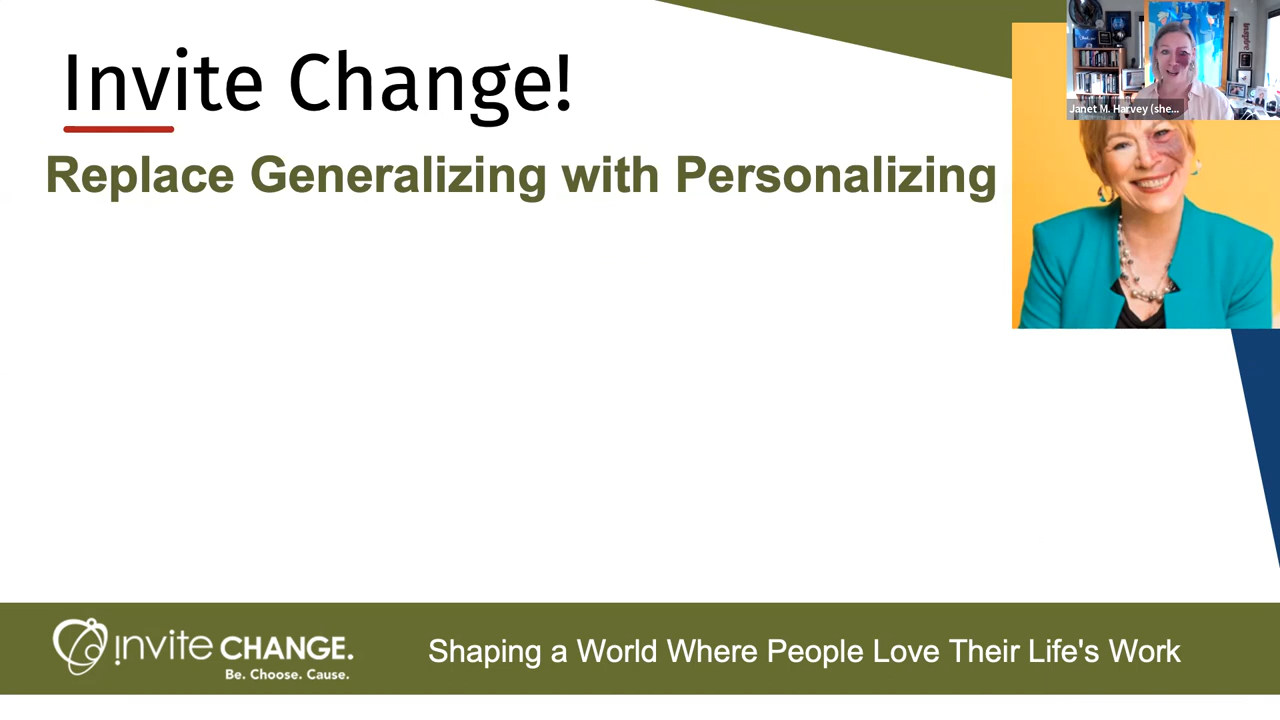 Invite Change!
Replace Generalizing with Personalizing
Janet M. Harvey (she...
inspire
invite CHANGE.
Be. Choose. Cause.
Shaping a World Where People Love Their Life's Work